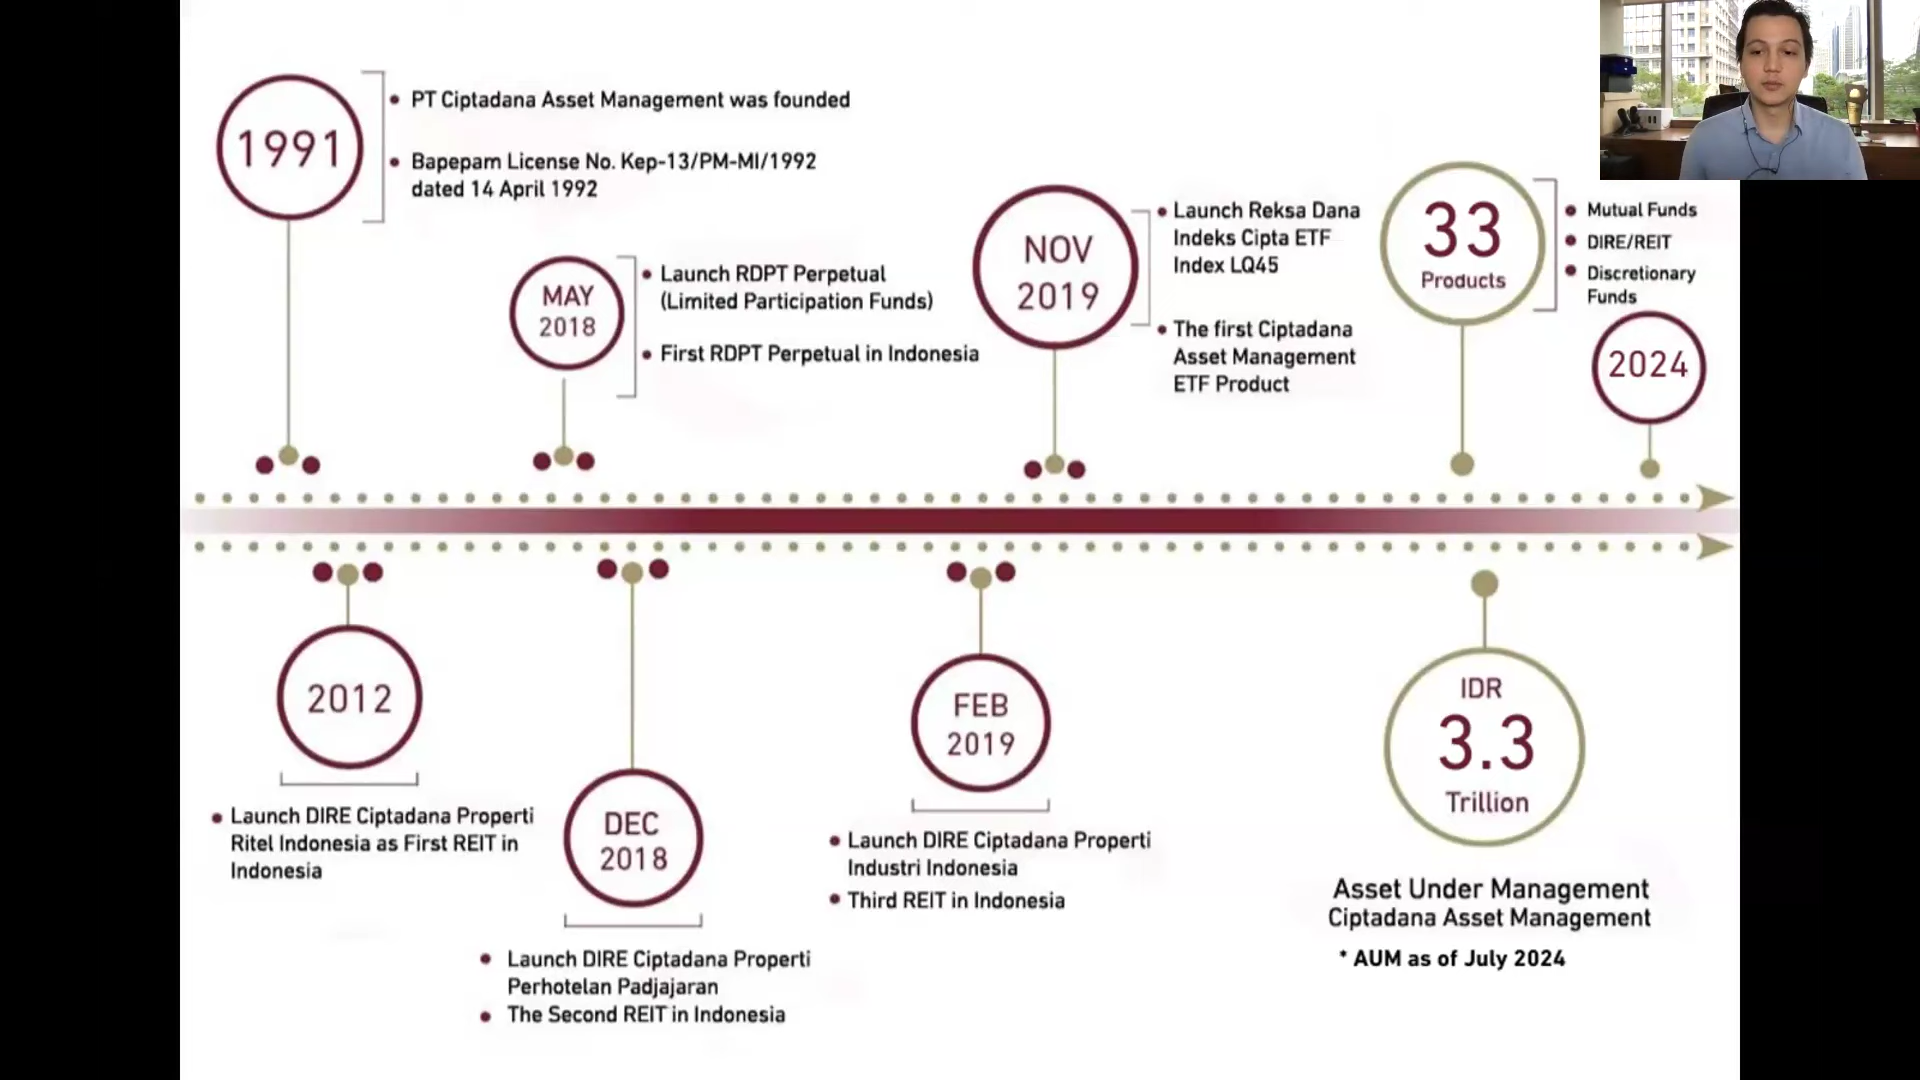 1991
PT Ciptadana Asset Management was founded
Bapepam License No. Kep-13/PM-MI/1992
dated 14 April 1992
MAY
2018
Launch RDPT Perpetual
(Limited Participation Funds)
First RDPT Perpetual in Indonesia
NOV
2019
Launch Reksa Dana
Indeks Cipta ETF
Index LQ45
The first Ciptadana
Asset Management
ETF Product
33
Products
Mutual Funds
DIRE/REIT
Discretionary
Funds
2024
2012
Launch DIRE Ciptadana Properti
Ritel Indonesia as First REIT in
Indonesia
DEC
2018
Launch DIRE Ciptadana Properti
Perhotelan Padjajaran
The Second REIT in Indonesia
FEB
2019
Launch DIRE Ciptadana Properti
Industri Indonesia
Third REIT in Indonesia
IDR
3.3
Trillion
Asset Under Management
Ciptadana Asset Management
* AUM as of July 2024